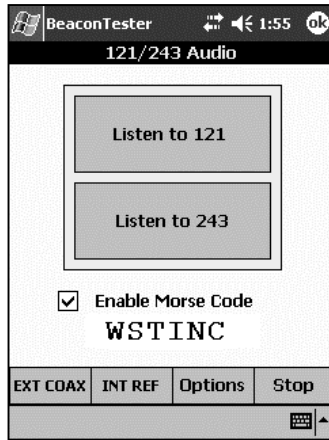 BeaconTester 1:55 ok
121/243 Audio
Listen to 121
Listen to 243
Enable Morse Code
WSTINC
EXT COAX INT REF Options Stop